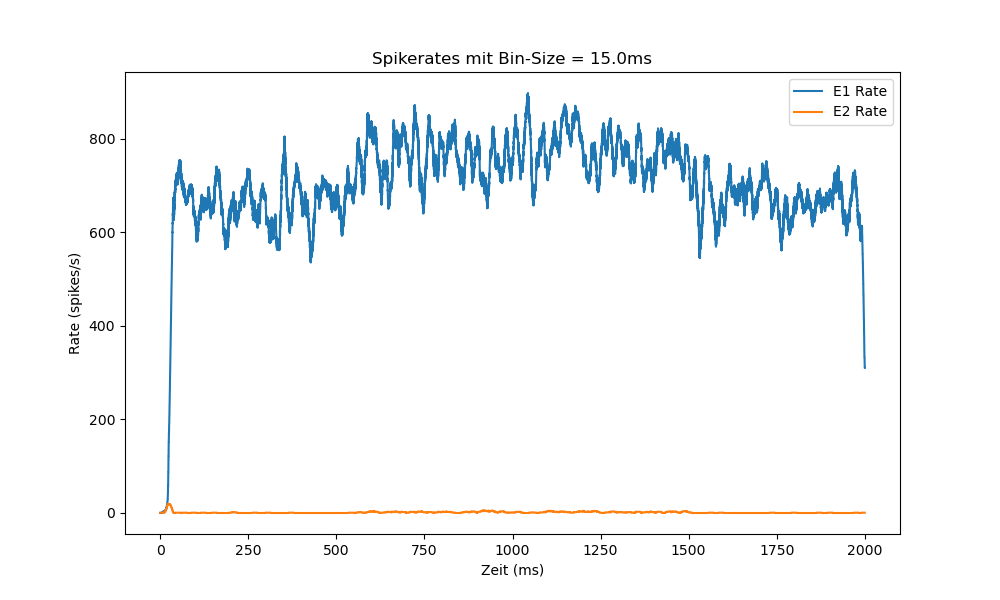 Spikerates mit Bin-Size = 15.0ms
E1 Rate
E2 Rate
Rate (spikes/s)
800
600
400
200
0
0 250 500 750 1000 1250 1500 1750 2000
Zeit (ms)